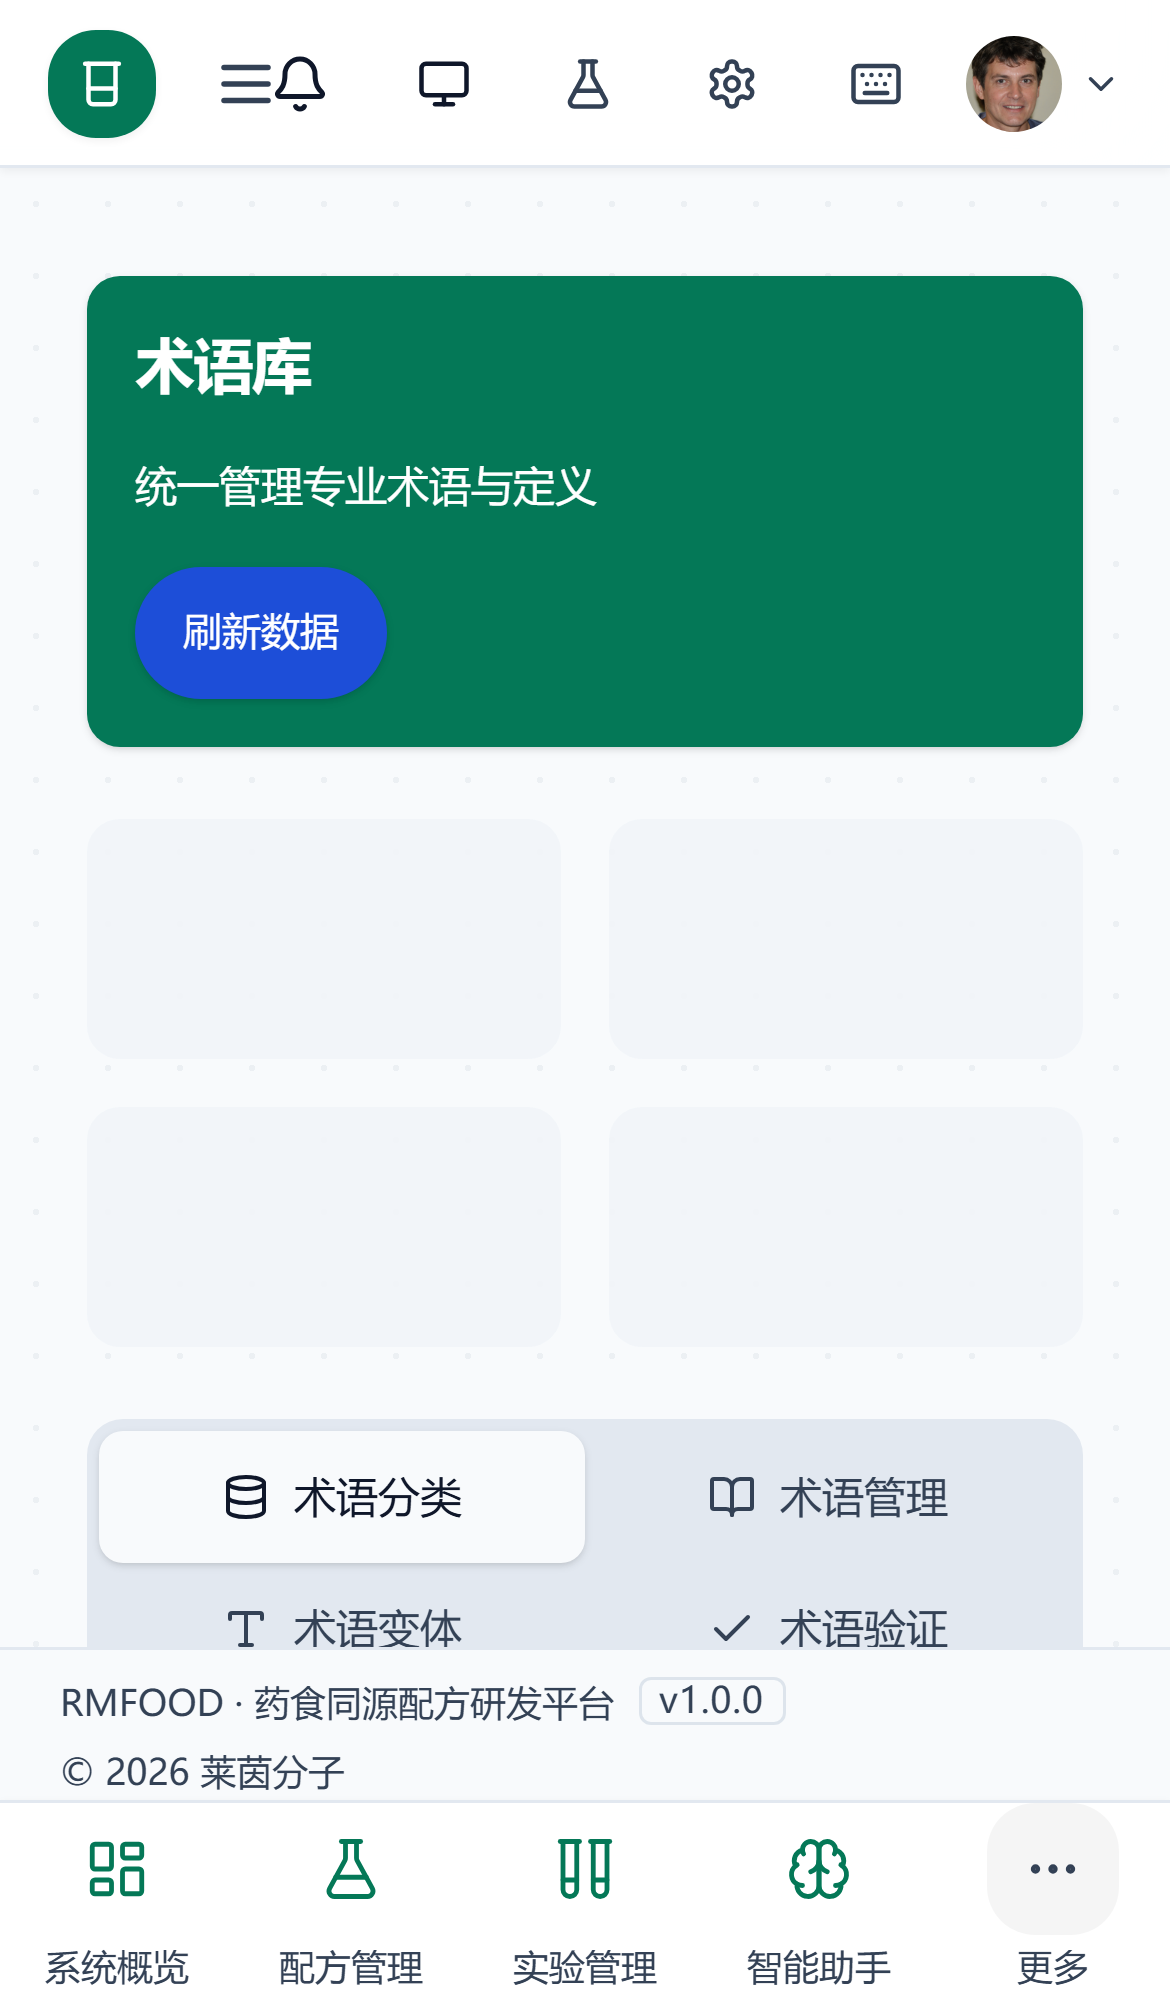 术语库
统一管理专业术语与定义
刷新数据
术语分类
术语管理
术语变体
术语验证
RMFOOD · 药食同源配方研发平台 v1.0.0
© 2026 莱茵分子
系统概览
配方管理
实验管理
智能助手
更多